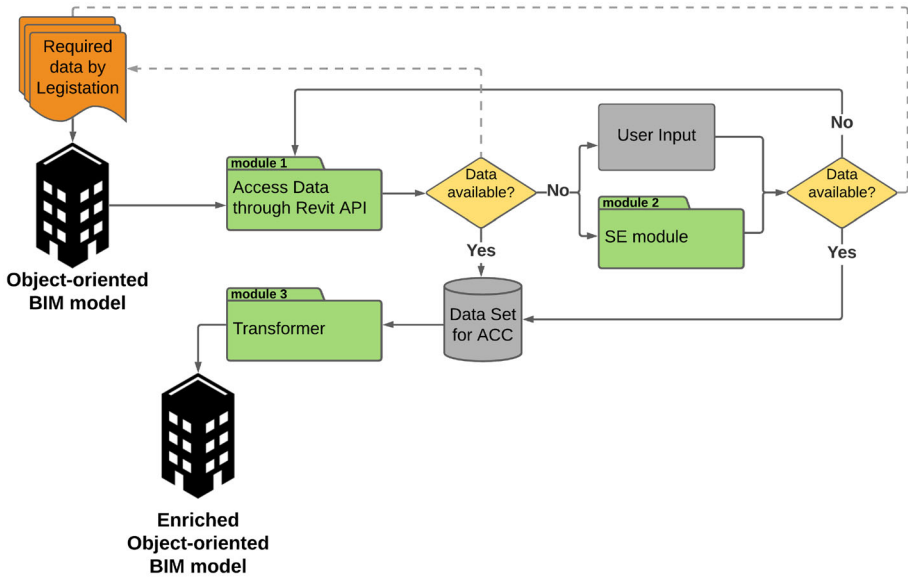 Required
data by
Legistation
Object-oriented
BIM model
module 1
Access Data
through Revit API
Data
available?
No
User Input
module 2
SE module
Data
available?
No
Yes
Yes
Data Set
for ACC
module 3
Transformer
Enriched
Object-oriented
BIM model